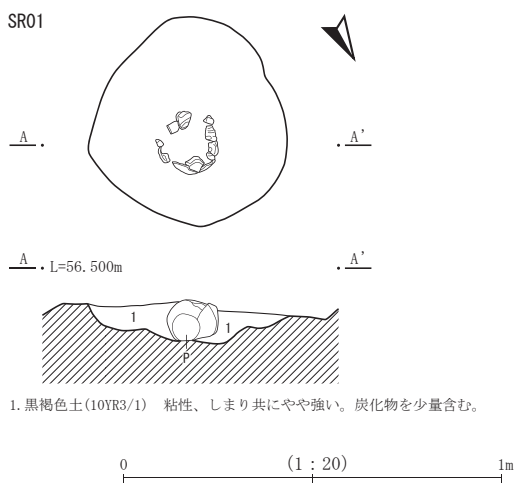 SR01
A A’
A L=56.500m A’
1 1
P
1.黒褐色土(10YR3/1) 粘性、しまり共にやや強い。炭化物を少量含む。
0 (1：20) 1m